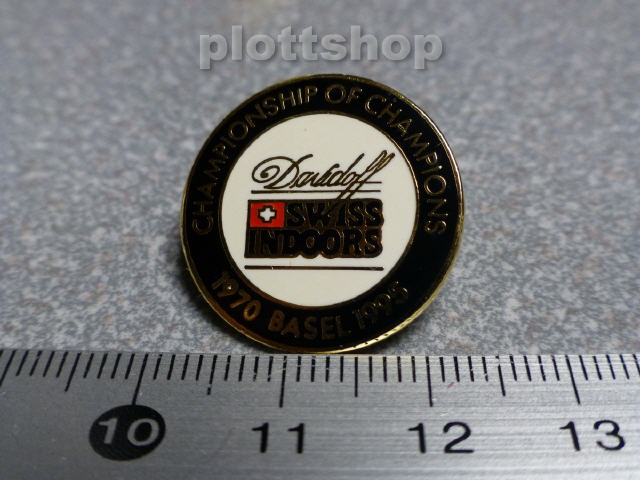 plottshop
CHAMPIONSHIP OF CHAMPIONS
Davidoff
SWISS
INDOORS
1970 BASEL 1995
10 11 12 13